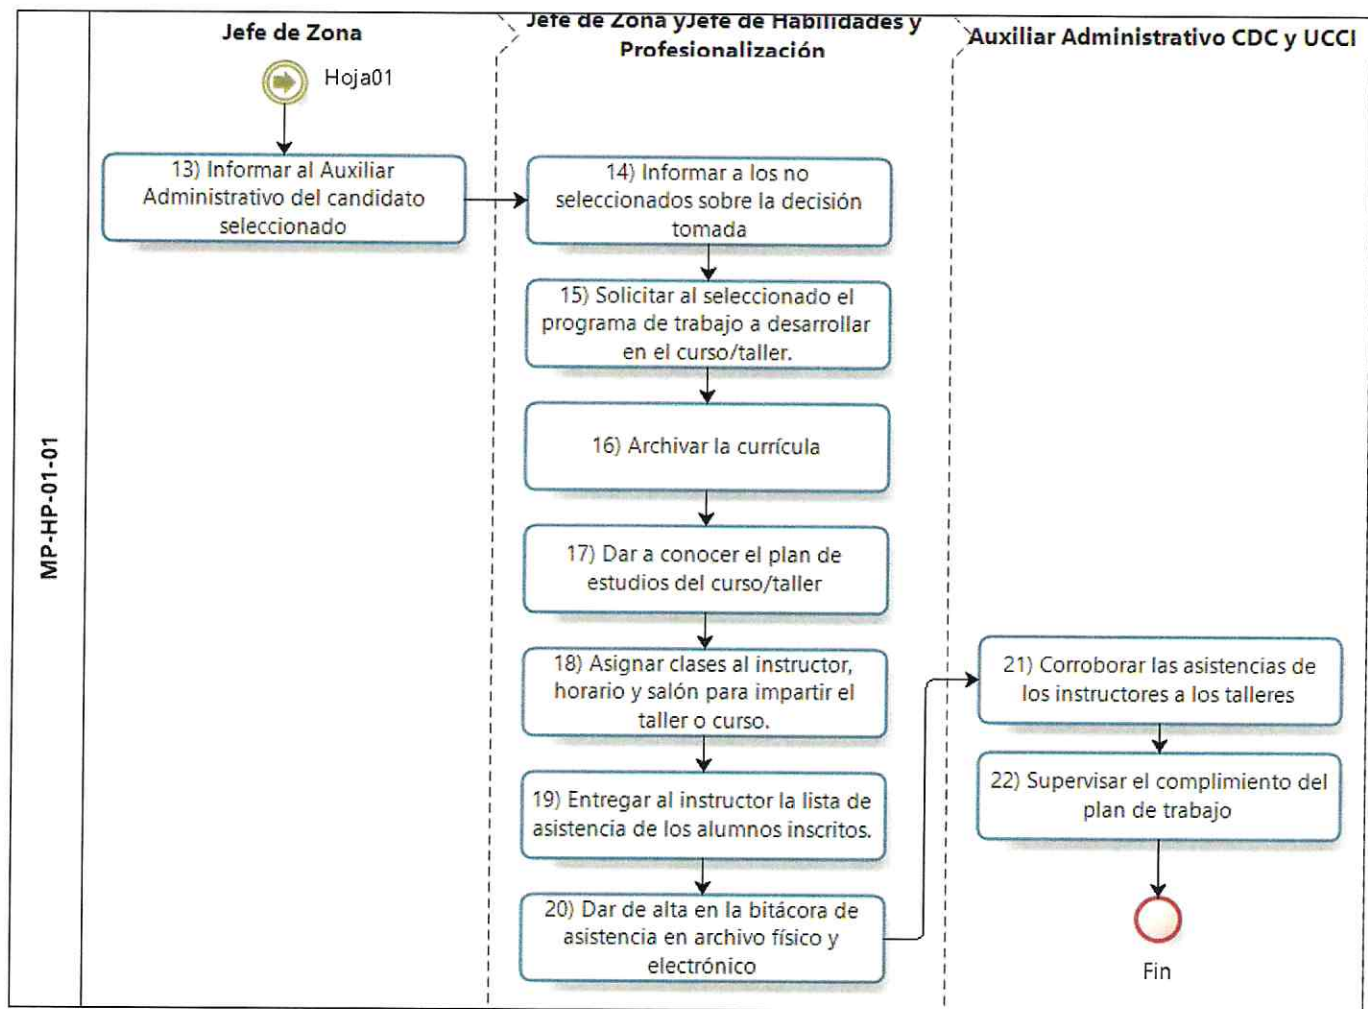 Jefe de Zona
Jefe de Zona yJefe de Habilidades y
Profesionalización
Auxiliar Administrativo CDC y UCCI
MP-HP-01-01
Hoja01
13) Informar al Auxiliar
Administrativo del candidato
seleccionado
14) Informar a los no
seleccionados sobre la decisión
tomada
15) Solicitar al seleccionado el
programa de trabajo a desarrollar
en el curso/taller.
16) Archivar la currícula
17) Dar a conocer el plan de
estudios del curso/taller
18) Asignar clases al instructor,
horario y salón para impartir el
taller o curso.
19) Entregar al instructor la lista de
asistencia de los alumnos inscritos.
20) Dar de alta en la bitácora de
asistencia en archivo físico y
electrónico
21) Corroborar las asistencias de
los instructores a los talleres
22) Supervisar el complimiento del
plan de trabajo
Fin